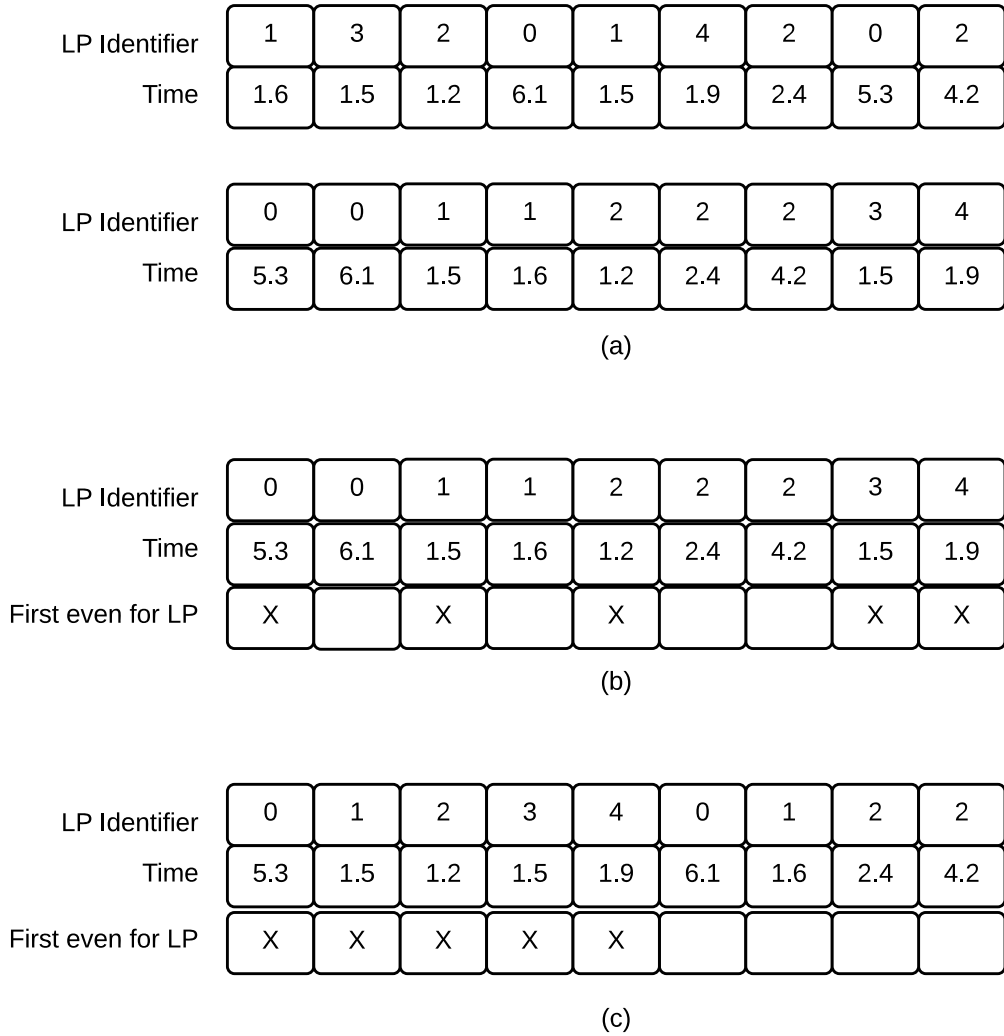 LP Identifier 1 3 2 0 1 4 2 0 2
Time 1.6 1.5 1.2 6.1 1.5 1.9 2.4 5.3 4.2
LP Identifier 0 0 1 1 2 2 2 3 4
Time 5.3 6.1 1.5 1.6 1.2 2.4 4.2 1.5 1.9
(a)
LP Identifier 0 0 1 1 2 2 2 3 4
Time 5.3 6.1 1.5 1.6 1.2 2.4 4.2 1.5 1.9
First even for LP X X X X X
(b)
LP Identifier 0 1 2 3 4 0 1 2 2
Time 5.3 1.5 1.2 1.5 1.9 6.1 1.6 2.4 4.2
First even for LP X X X X X
(c)